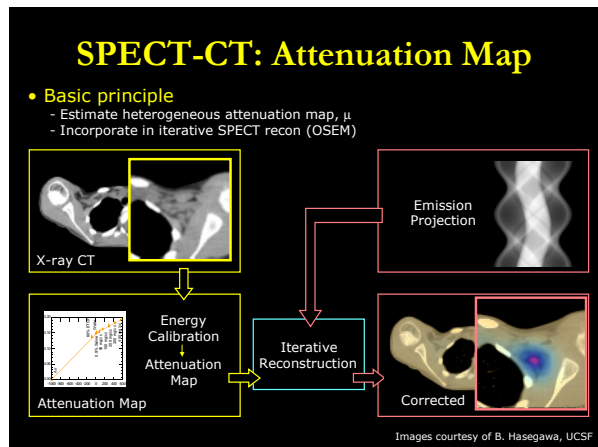 SPECT-CT: Attenuation Map
• Basic principle
- Estimate heterogeneous attenuation map, μ
- Incorporate in iterative SPECT recon (OSEM)
X-ray CT
Emission
Projection
Energy
Calibration
Attenuation
Map
Attenuation Map
Iterative
Reconstruction
Corrected
Images courtesy of B. Hasegawa, UCSF